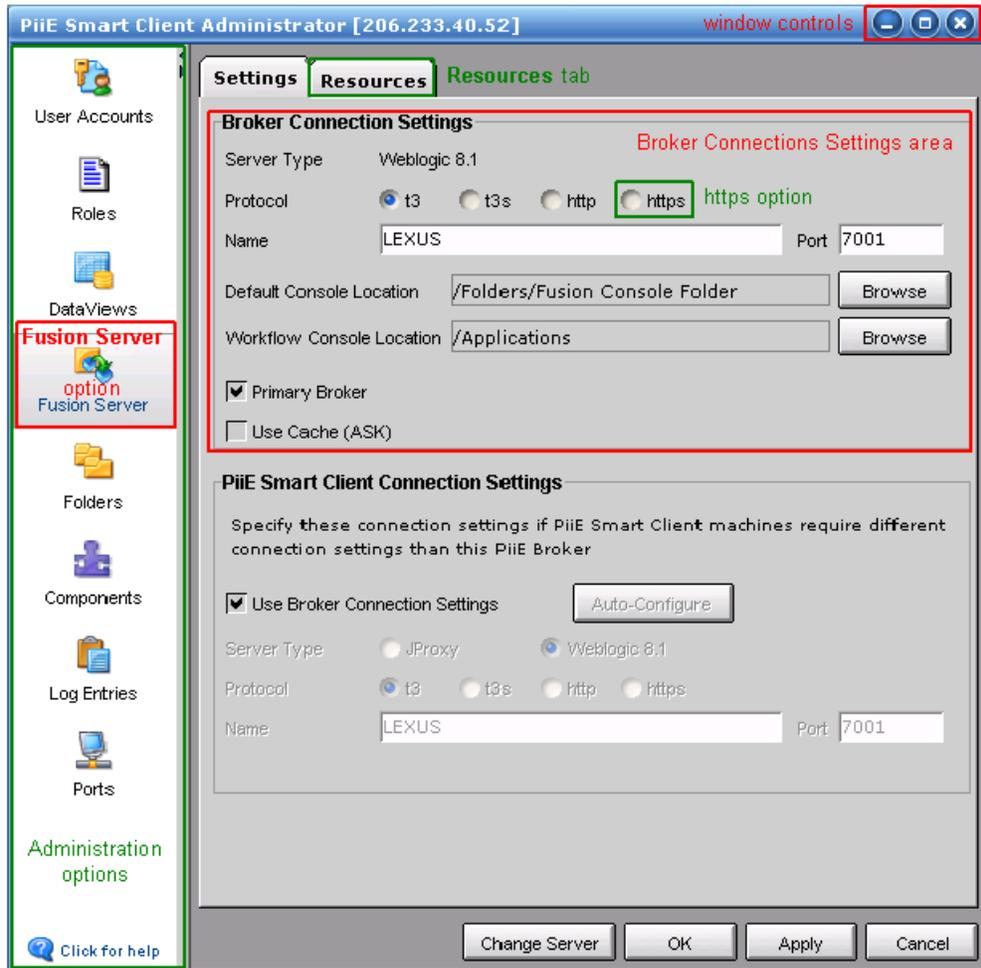 PiiE Smart Client Administrator [206.233.40.52]
window controls
User Accounts
Roles
DataViews
Fusion Server
option
Fusion Server
Folders
Components
Log Entries
Ports
Administration
options
Click for help
Settings
Resources
Resources tab
Broker Connection Settings
Broker Connections Settings area
Server Type Weblogic 8.1
Protocol t3 t3s http https
https option
Name LEXUS Port 7001
Default Console Location /Folders/Fusion Console Folder Browse
Workflow Console Location /Applications Browse
Primary Broker
Use Cache (ASK)
PiiE Smart Client Connection Settings
Specify these connection settings if PiiE Smart Client machines require different
connection settings than this PiiE Broker
Use Broker Connection Settings Auto-Configure
Server Type JProxy Weblogic 8.1
Protocol t3 t3s http https
Name LEXUS Port 7001
Change Server OK Apply Cancel